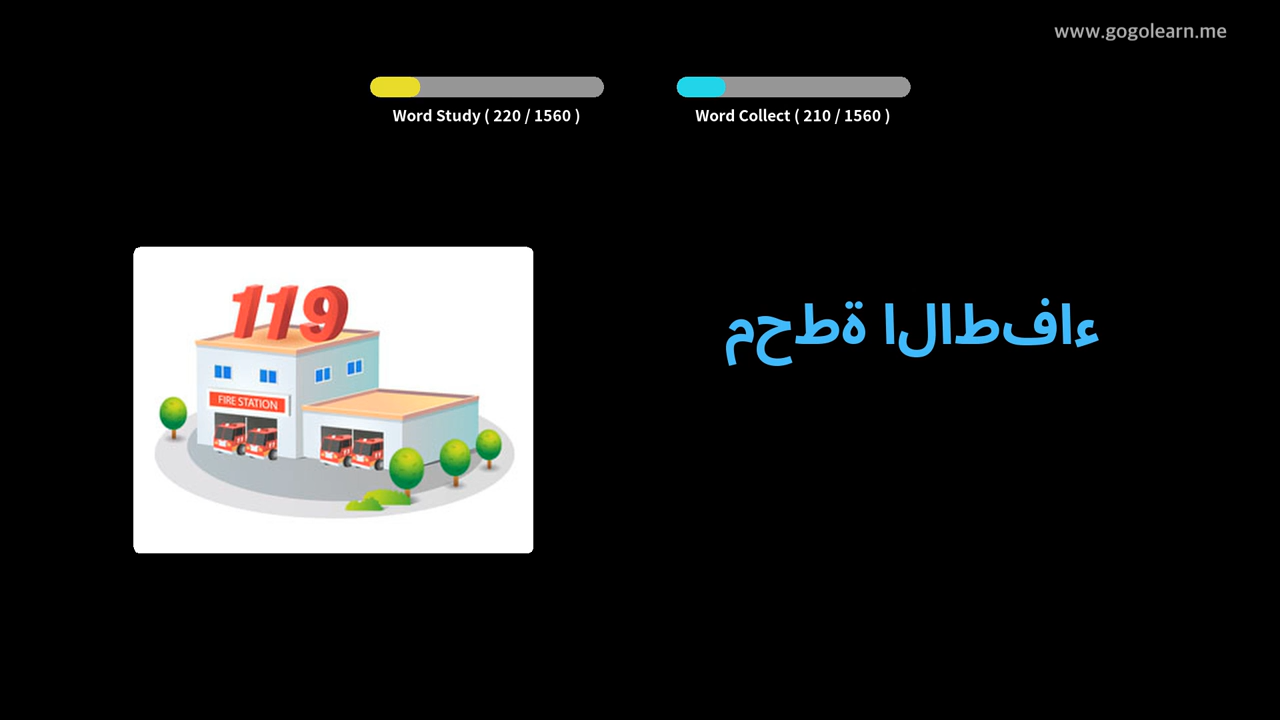 www.gogolearn.me
Word Study ( 220 / 1560 )
Word Collect ( 210 / 1560 )
119
FIRE STATION
محطة الاطفاء